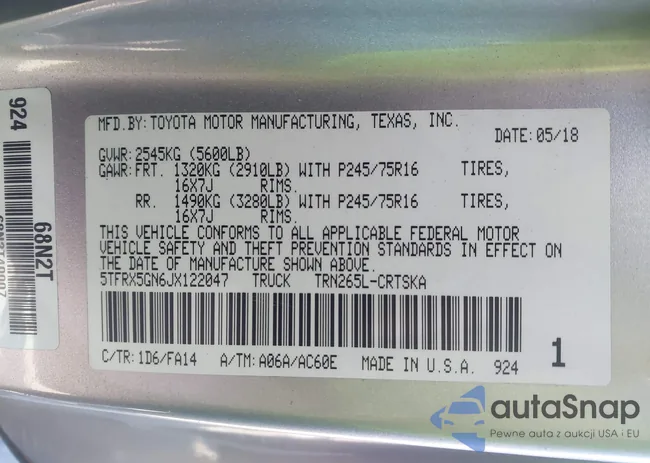 MFD.BY:TOYOTA MOTOR MANUFACTURING, TEXAS, INC.
DATE:05/18
GVWR:2545KG (5600LB)
GAWR:FRT. 1320KG (2910LB) WITH P245/75R16 TIRES,
16X7J RIMS.
RR. 1490KG (3280LB) WITH P245/75R16 TIRES,
16X7J RIMS.
THIS VEHICLE CONFORMS TO ALL APPLICABLE FEDERAL MOTOR
VEHICLE SAFETY AND THEFT PREVENTION STANDARDS IN EFFECT ON
THE DATE OF MANUFACTURE SHOWN ABOVE.
5TFRX5GN6JX122047 TRUCK TRN265L-CRTSKA
C/TR:1D6/FA14 A/TM:A06A/AC60E MADE IN U.S.A. 924 1
924
68N2T
autaSnap
Pewne auta z aukcji USA i EU